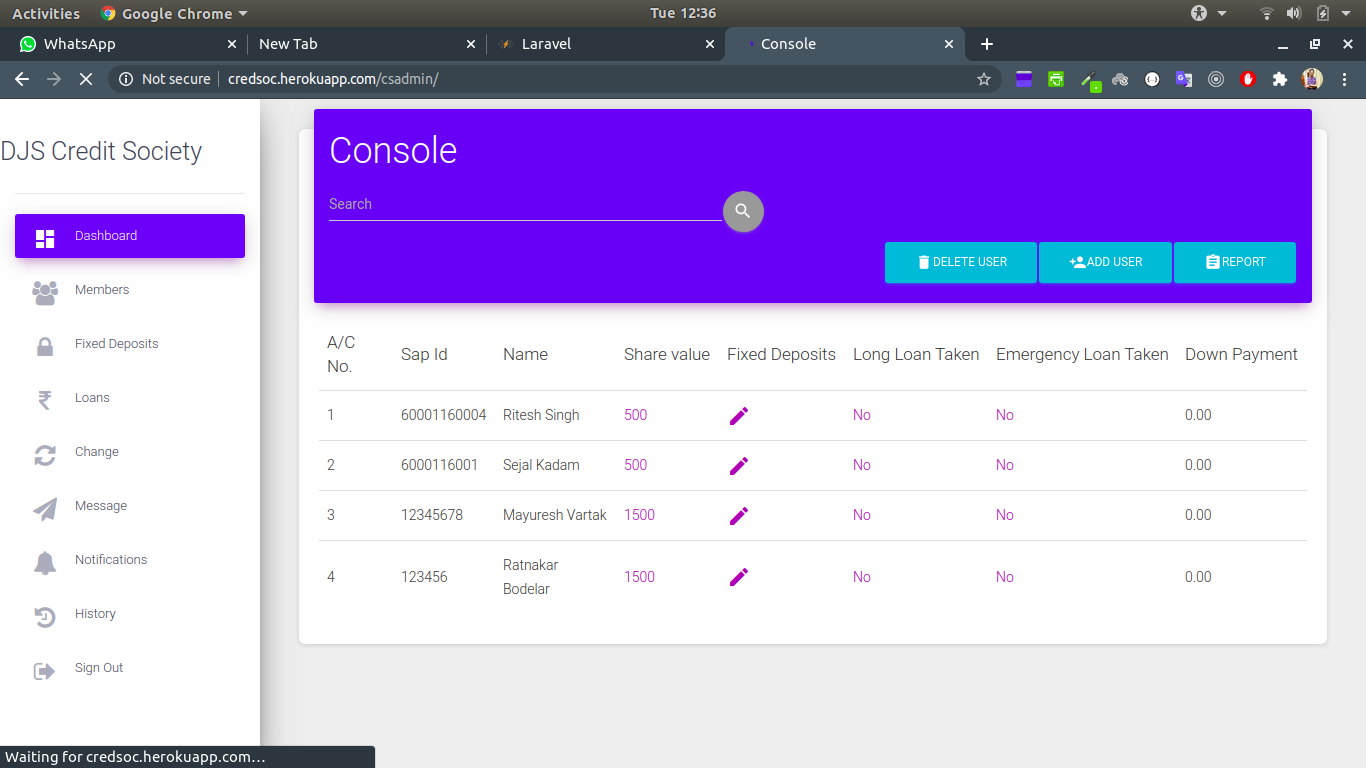 Activities Google Chrome Tue 12:36
WhatsApp New Tab Laravel Console
Not secure credsoc.herokuapp.com/csadmin/
DJS Credit Society
Dashboard
Members
Fixed Deposits
Loans
Change
Message
Notifications
History
Sign Out
Console
Search
DELETE USER ADD USER REPORT
A/C No. Sap Id Name Share value Fixed Deposits Long Loan Taken Emergency Loan Taken Down Payment
1 60001160004 Ritesh Singh 500 No No 0.00
2 6000116001 Sejal Kadam 500 No No 0.00
3 12345678 Mayuresh Vartak 1500 No No 0.00
4 123456 Ratnakar Bodelar 1500 No No 0.00
Waiting for credsoc.herokuapp.com…